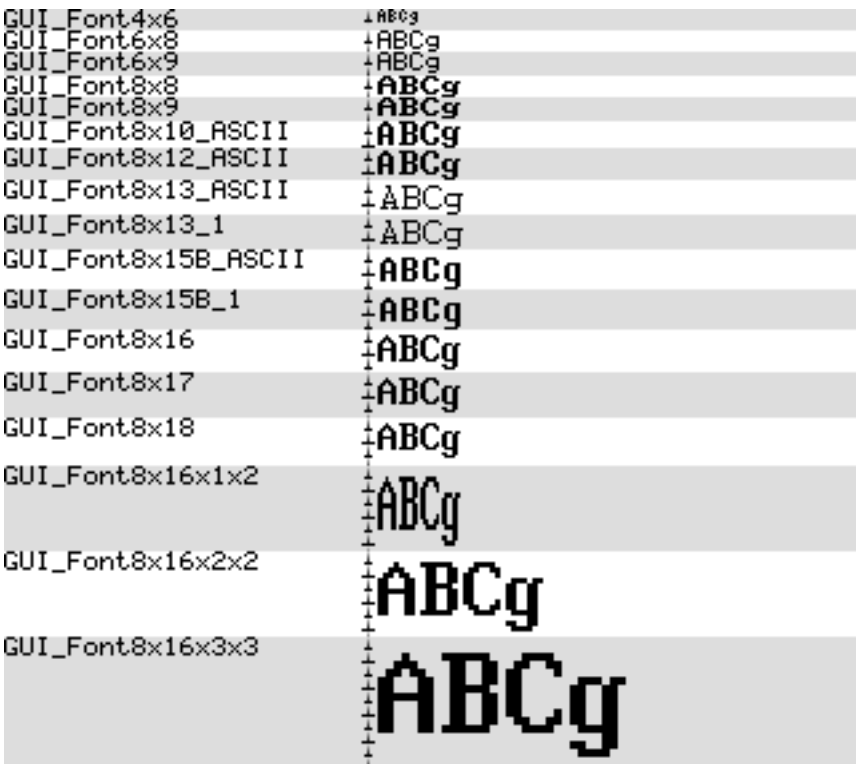 GUI_Font4x6 ABCg
GUI_Font6x8 ABCg
GUI_Font6x9 ABCg
GUI_Font8x8 ABCg
GUI_Font8x9 ABCg
GUI_Font8x10_ASCII ABCg
GUI_Font8x12_ASCII ABCg
GUI_Font8x13_ASCII ABCg
GUI_Font8x13_1 ABCg
GUI_Font8x15B_ASCII ABCg
GUI_Font8x15B_1 ABCg
GUI_Font8x16 ABCg
GUI_Font8x17 ABCg
GUI_Font8x18 ABCg
GUI_Font8x16x1x2 ABCg
GUI_Font8x16x2x2 ABCg
GUI_Font8x16x3x3 ABCg